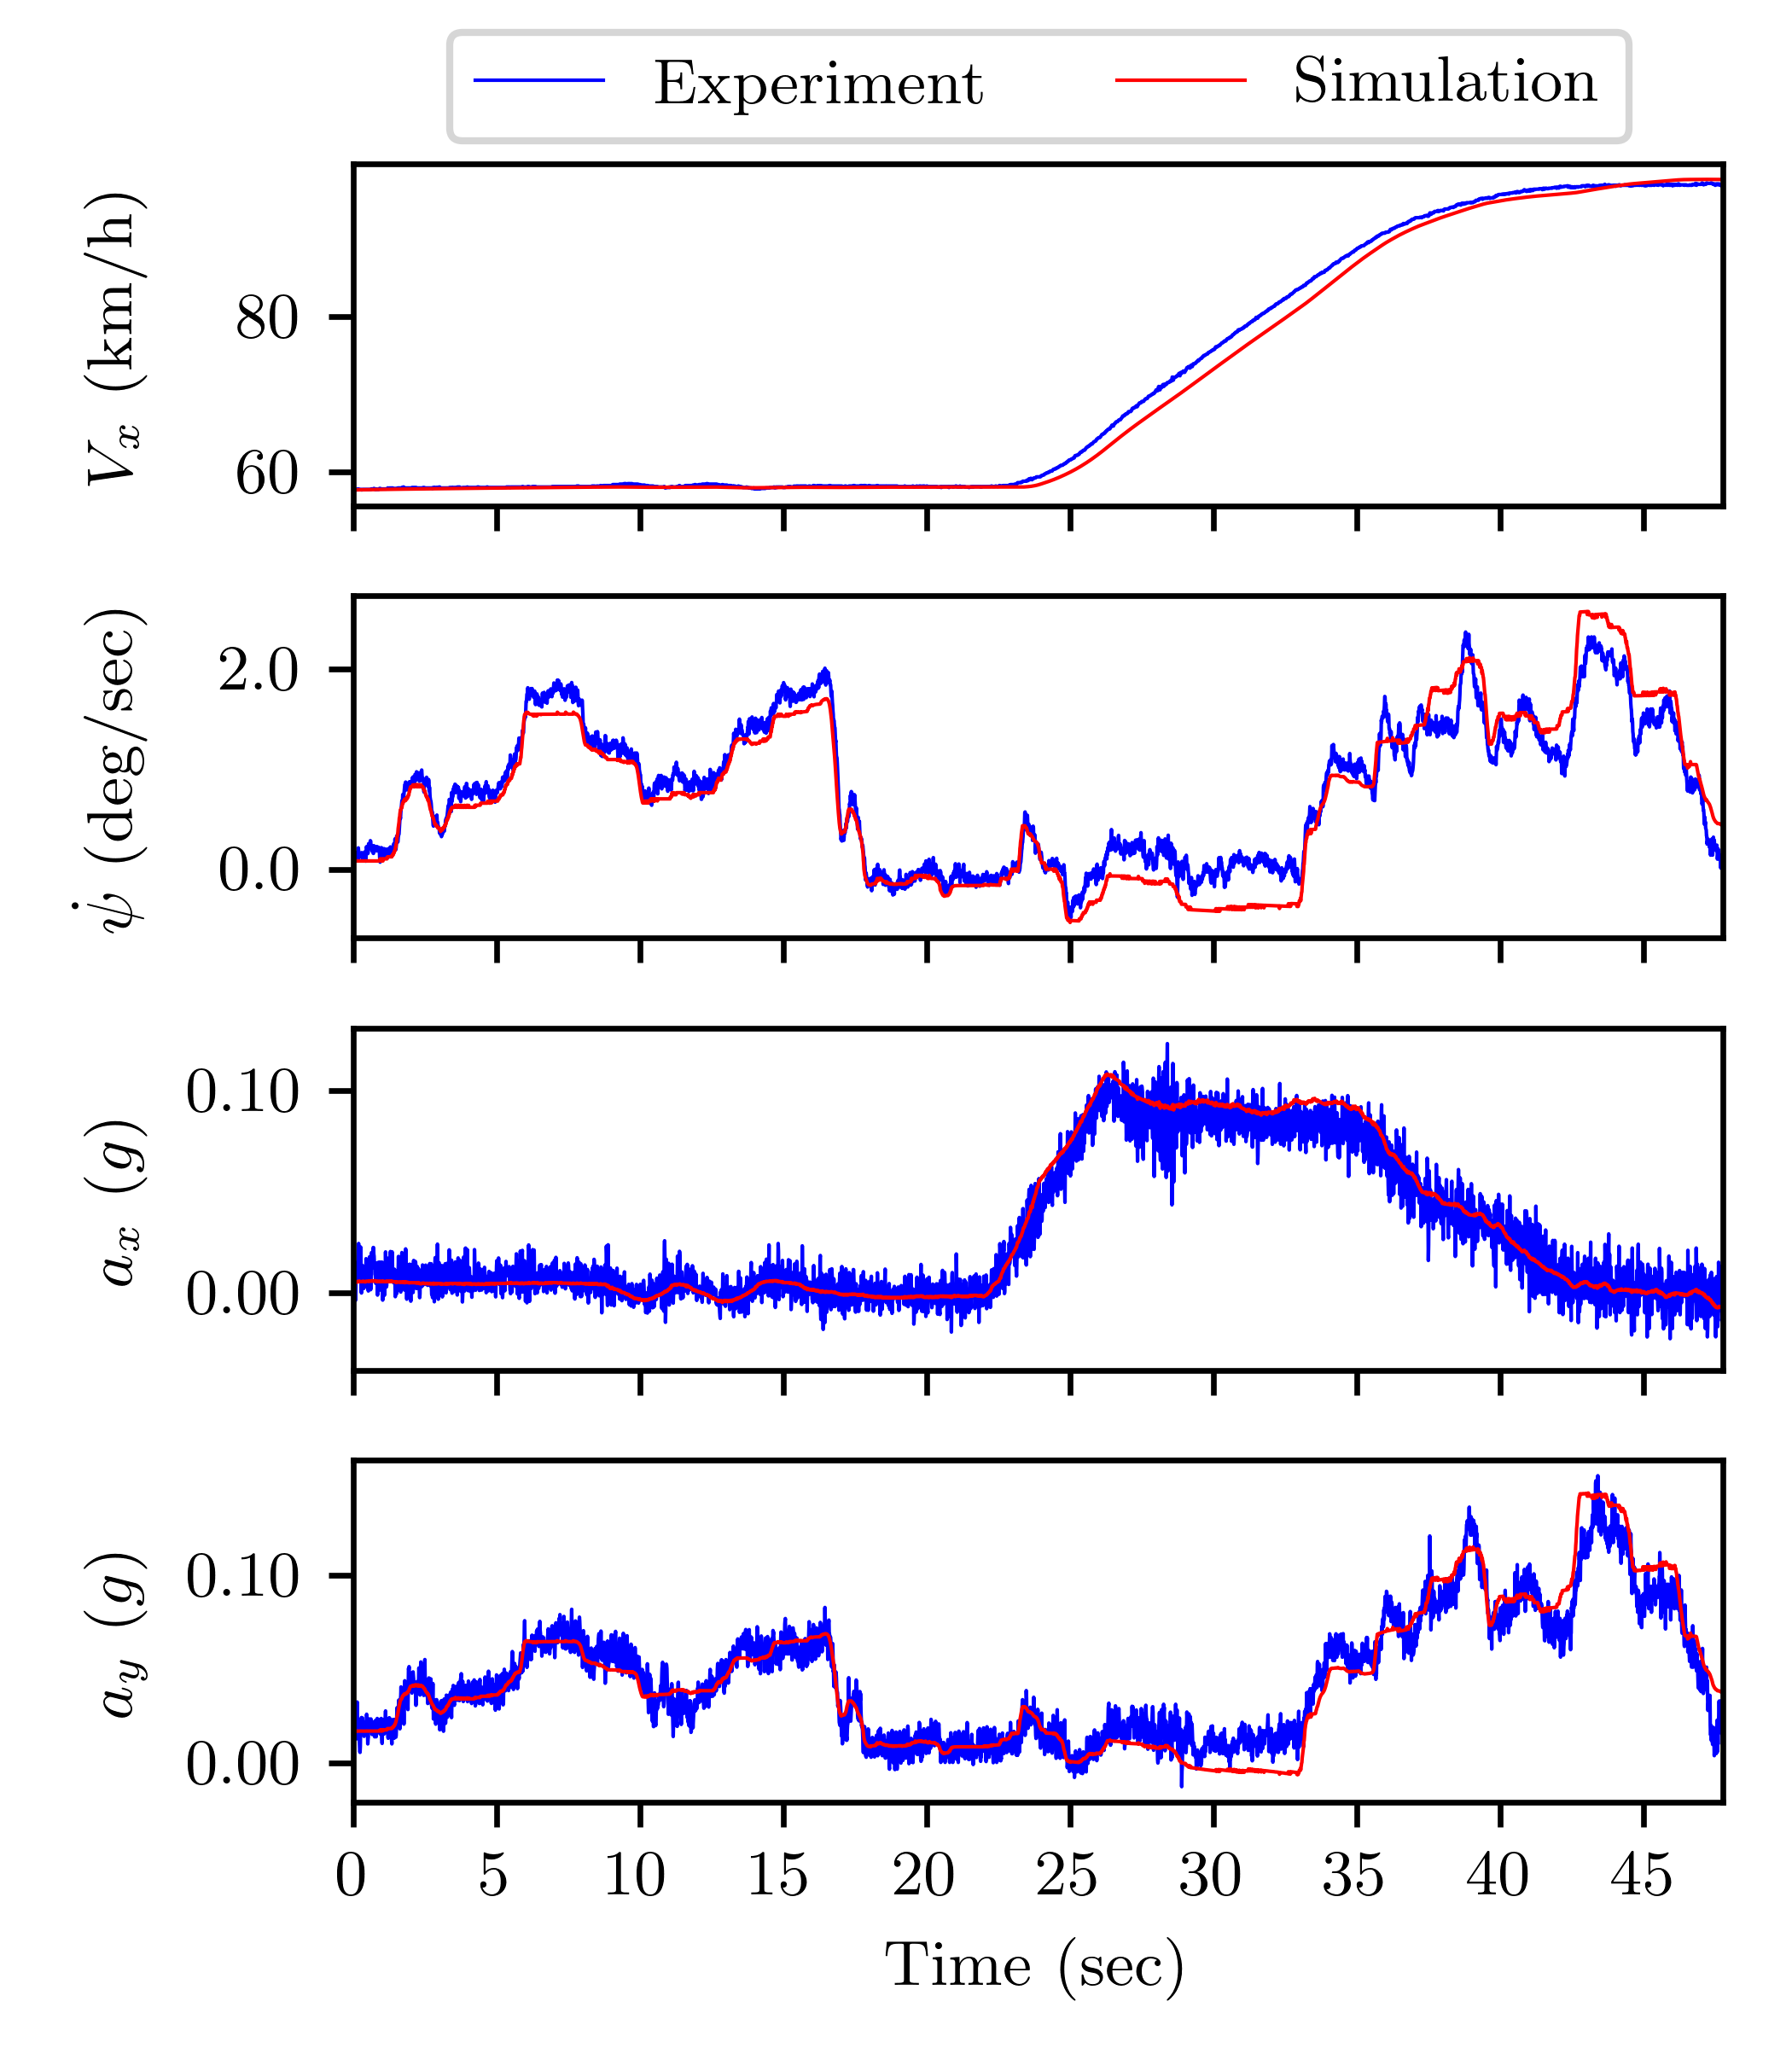 Experiment Simulation
V_x (km/h)
80
60
ψ̇ (deg/sec)
2.0
0.0
a_x (g)
0.10
0.00
a_y (g)
0.10
0.00
0 5 10 15 20 25 30 35 40 45
Time (sec)